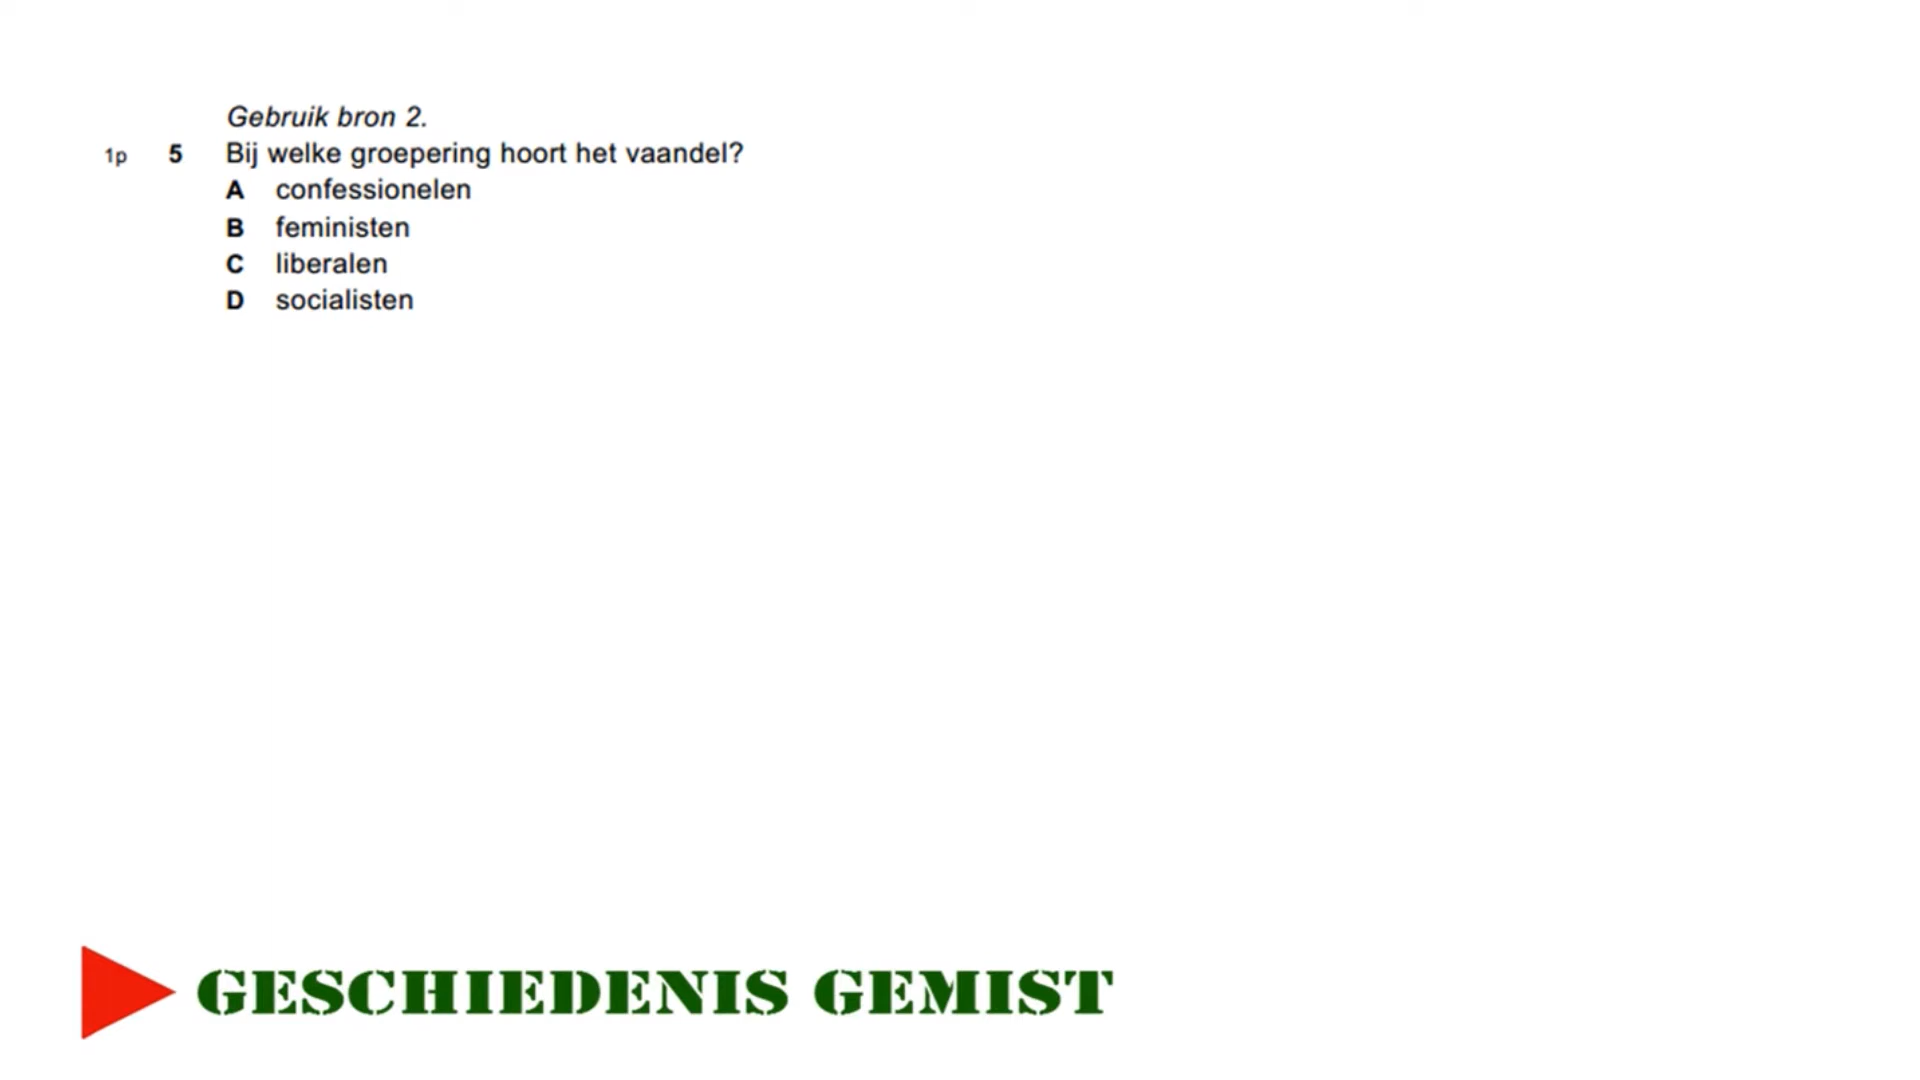 Gebruik bron 2.
1p 5 Bij welke groepering hoort het vaandel?
A confessionelen
B feministen
C liberalen
D socialisten
GESCHIEDENIS GEMIST